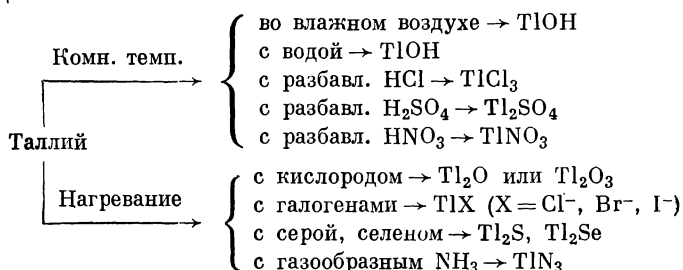 Комн. темп.
во влажном воздухе → TlOH
с водой → TlOH
с разбавл. HCl → TlCl₃
с разбавл. H₂SO₄ → Tl₂SO₄
с разбавл. HNO₃ → TlNO₃
Таллий
Нагревание
с кислородом → Tl₂O или Tl₂O₃
с галогенами → TlX (X = Cl⁻, Br⁻, I⁻)
с серой, селеном → Tl₂S, Tl₂Se
с газообразным NH₃ → TlN₃